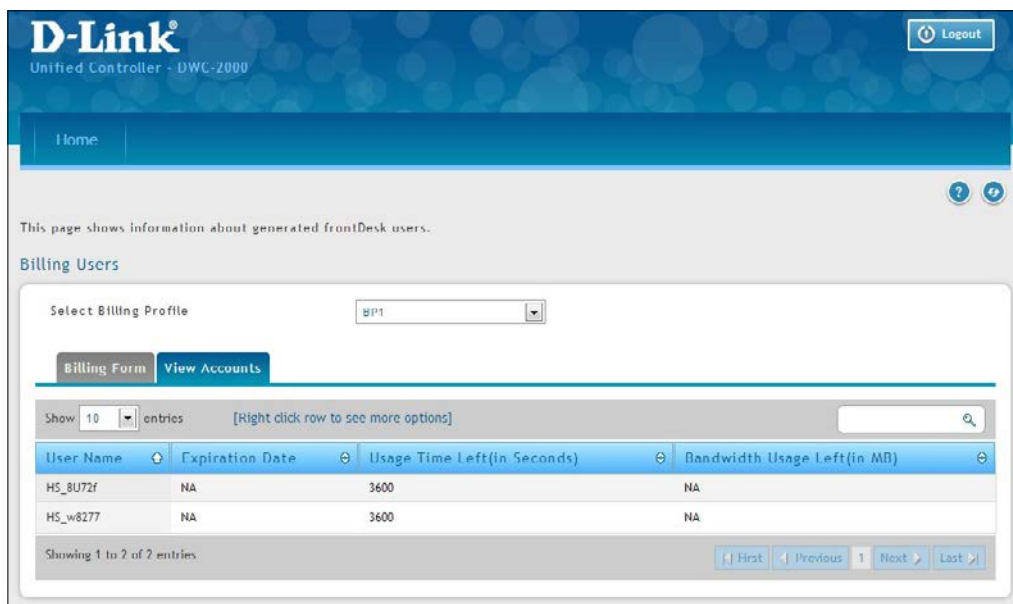 D-Link®
Logout
Unified Controller - DWC-2000
Home
?
This page shows information about generated frontDesk users.
Billing Users
Select Billing Profile BP1
Billing Form View Accounts
Show 10 entries [Right click row to see more options]
User Name Expiration Date Usage Time Left(in Seconds) Bandwidth Usage Left(in MB)
HS_8U72f NA 3600 NA
HS_w8277 NA 3600 NA
Showing 1 to 2 of 2 entries First Previous 1 Next Last